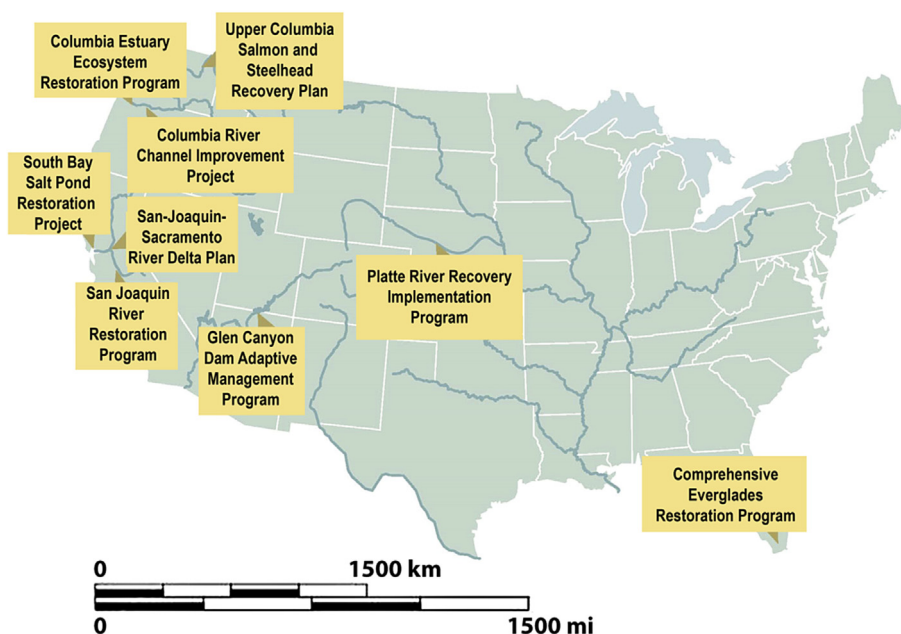 Columbia Estuary
Ecosystem
Restoration Program
Upper Columbia
Salmon and
Steelhead
Recovery Plan
Columbia River
Channel Improvement
Project
South Bay
Salt Pond
Restoration
Project
San-Joaquin-
Sacramento
River Delta Plan
San Joaquin
River
Restoration
Program
Glen Canyon
Dam Adaptive
Management
Program
Platte River Recovery
Implementation
Program
Comprehensive
Everglades
Restoration Program
0 1500 km
0 1500 mi